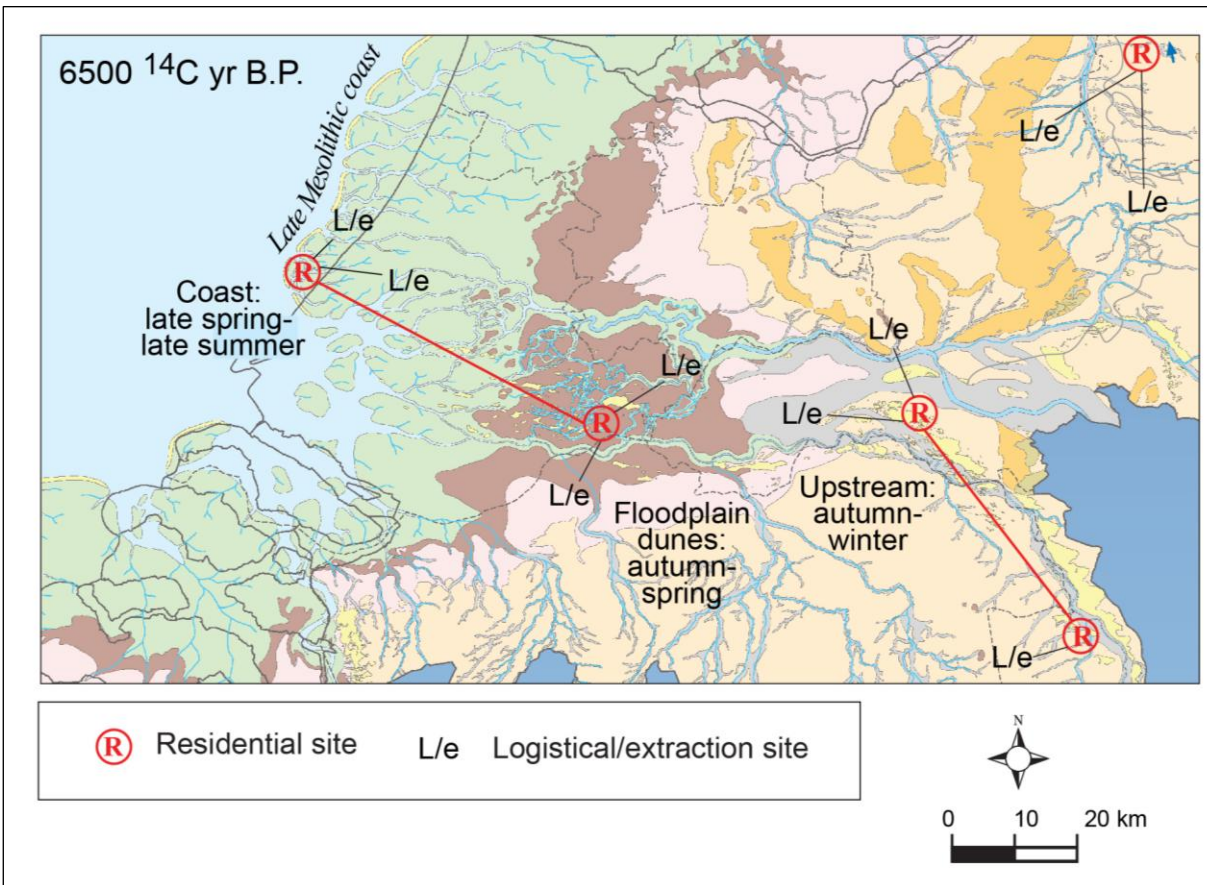 6500 ¹⁴C yr B.P.
Late Mesolithic coast
R
L/e
L/e
L/e
R
L/e
Coast:
late spring-
late summer
L/e
R
L/e
L/e
R
L/e
L/e
Floodplain
dunes:
autumn-
spring
Upstream:
autumn-
winter
R
L/e
R Residential site
L/e Logistical/extraction site
N
0 10 20 km